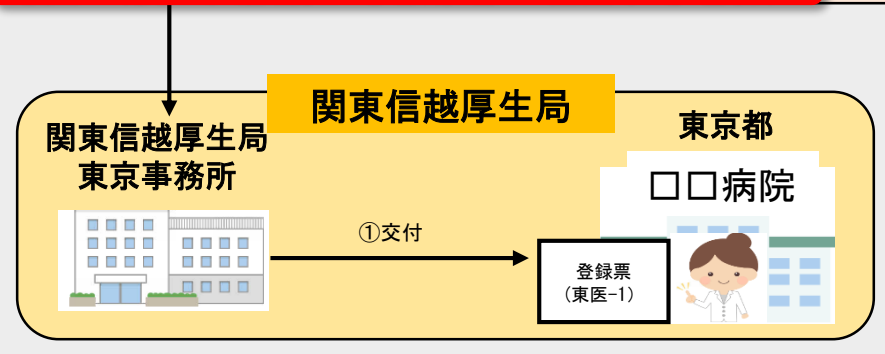 関東信越厚生局
関東信越厚生局
東京事務所
東京都
□□病院
①交付
登録票
(東医-1)